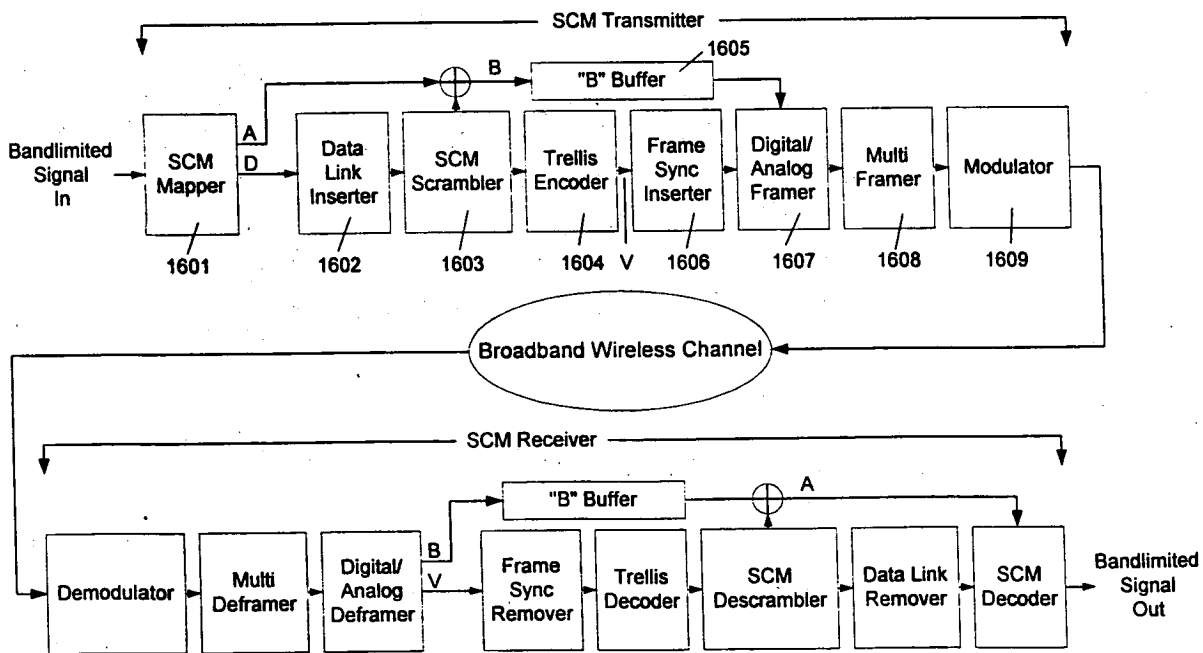 SCM Transmitter
1605
B
"B" Buffer
A
D
Bandlimited
Signal
In
SCM
Mapper
Data
Link
Inserter
SCM
Scrambler
Trellis
Encoder
Frame
Sync
Inserter
Digital/
Analog
Framer
Multi
Framer
Modulator
1601
1602
1603
1604
V
1606
1607
1608
1609
Broadband Wireless Channel
SCM Receiver
"B" Buffer
A
B
V
Demodulator
Multi
Deframer
Digital/
Analog
Deframer
Frame
Sync
Remover
Trellis
Decoder
SCM
Descrambler
Data Link
Remover
SCM
Decoder
Bandlimited
Signal
Out